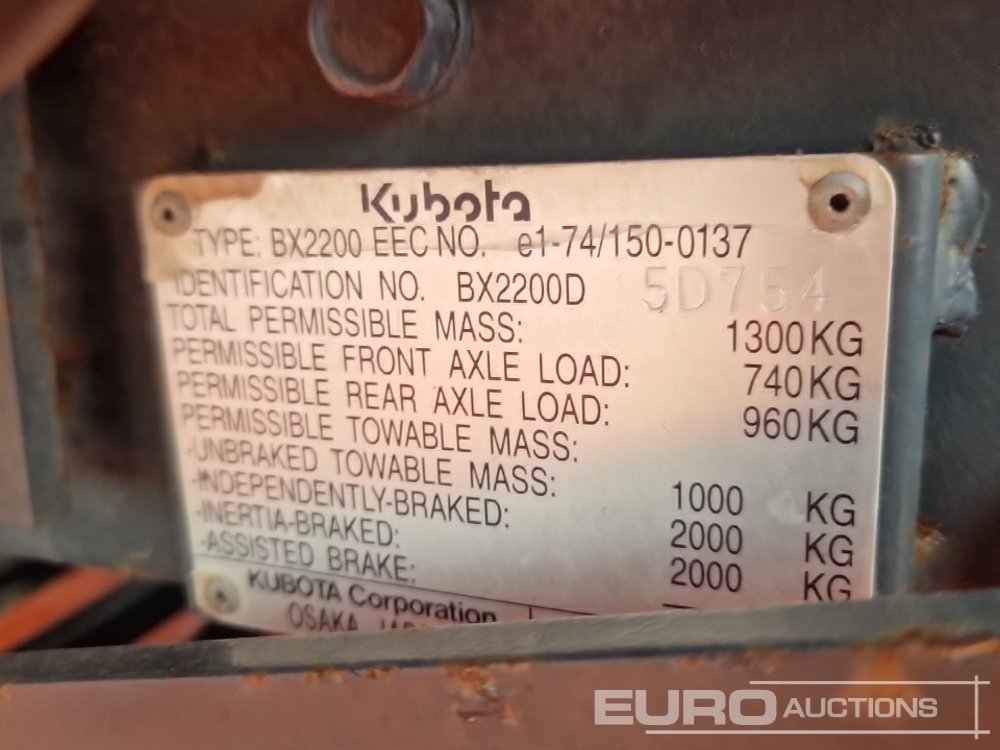 Kubota
TYPE: BX2200 EEC NO. e1-74/150-0137
IDENTIFICATION NO. BX2200D 5D754
TOTAL PERMISSIBLE MASS: 1300KG
PERMISSIBLE FRONT AXLE LOAD: 740KG
PERMISSIBLE REAR AXLE LOAD: 960KG
PERMISSIBLE TOWABLE MASS:
-UNBRAKED TOWABLE MASS: 1000 KG
-INDEPENDENTLY-BRAKED: 2000 KG
-INERTIA-BRAKED: 2000 KG
-ASSISTED BRAKE:
KUBOTA Corporation
OSAKA
EURO AUCTIONS